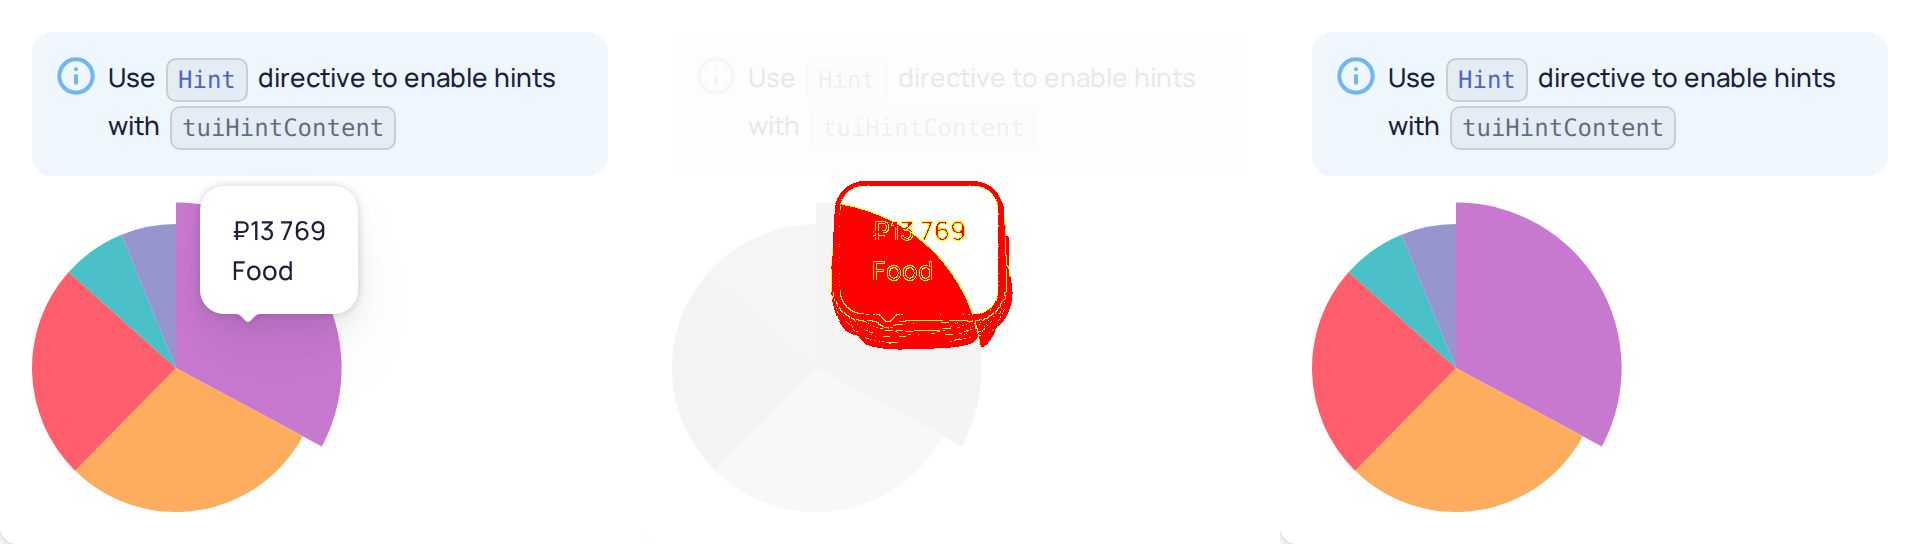 Use Hint directive to enable hints
with tuiHintContent
₽13 769
Food
Use Hint directive to enable hints
with tuiHintContent
₽13 769
Food
Use Hint directive to enable hints
with tuiHintContent